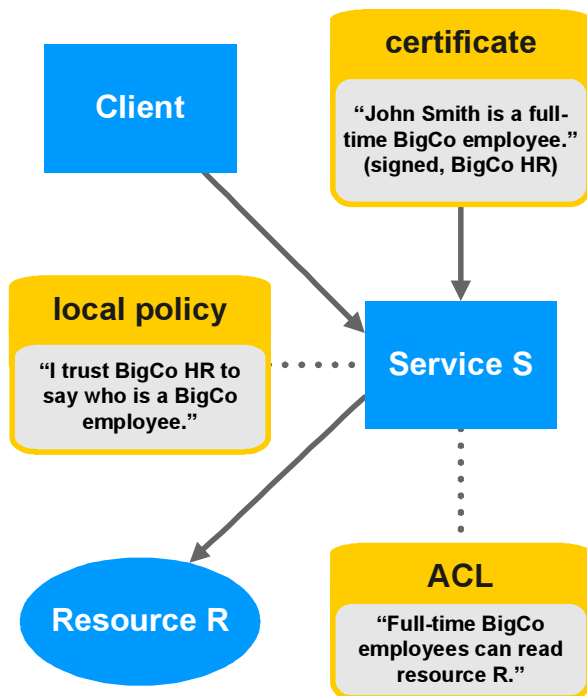 certificate
Client
“John Smith is a full-
time BigCo employee.”
(signed, BigCo HR)
local policy
“I trust BigCo HR to
say who is a BigCo
employee.”
Service S
Resource R
ACL
“Full-time BigCo
employees can read
resource R.”